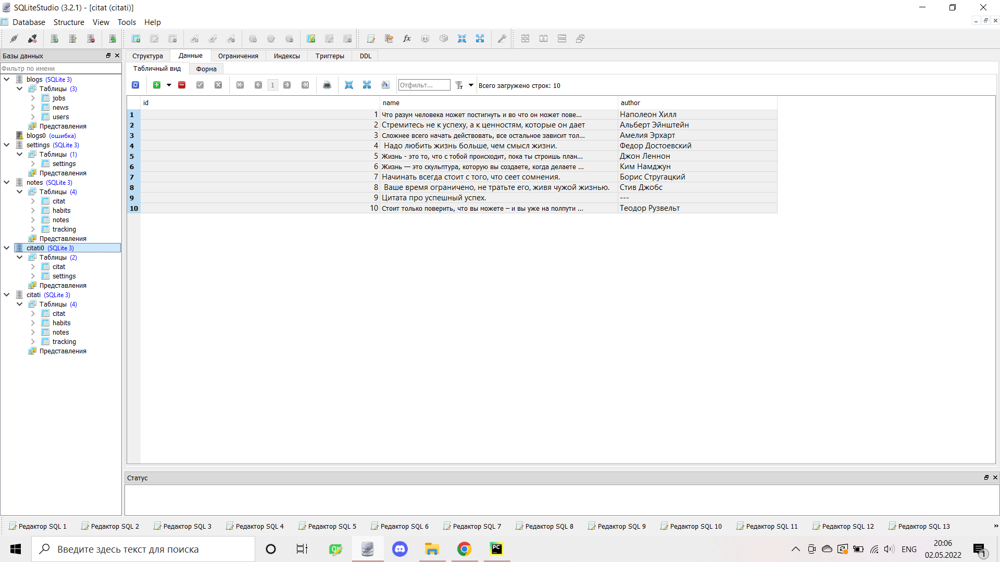 SQLiteStudio (3.2.1) - [citat (citati)]
Database Structure View Tools Help
Базы данных
Фильтр по имени
blogs (SQLite 3)
Таблицы (3)
jobs
news
users
Представления
blogs0 (ошибка)
settings (SQLite 3)
Таблицы (1)
settings
Представления
notes (SQLite 3)
Таблицы (4)
citat
habits
notes
tracking
Представления
citati0 (SQLite 3)
Таблицы (2)
citat
settings
Представления
citati (SQLite 3)
Таблицы (4)
citat
habits
notes
tracking
Представления
Структура Данные Ограничения Индексы Триггеры DDL
Табличный вид Форма
1 Отфильт... Всего загружено строк: 10
id name author
1 1 Что разум человека может постигнуть и во что он может пове... Наполеон Хилл
2 2 Стремитесь не к успеху, а к ценностям, которые он дает Альберт Эйнштейн
3 3 Сложнее всего начать действовать, все остальное зависит тол... Амелия Эрхарт
4 4 Надо любить жизнь больше, чем смысл жизни. Федор Достоевский
5 5 Жизнь - это то, что с тобой происходит, пока ты строишь план... Джон Леннон
6 6 Жизнь — это скульптура, которую вы создаете, когда делаете ... Ким Намджун
7 7 Начинать всегда стоит с того, что сеет сомнения. Борис Стругацкий
8 8 Ваше время ограничено, не тратьте его, живя чужой жизнью. Стив Джобс
9 9 Цитата про успешный успех. ---
10 10 Стоит только поверить, что вы можете – и вы уже на полпути ... Теодор Рузвельт
Статус
Редактор SQL 1 Редактор SQL 2 Редактор SQL 3 Редактор SQL 4 Редактор SQL 5 Редактор SQL 6 Редактор SQL 7 Редактор SQL 8 Редактор SQL 9 Редактор SQL 10 Редактор SQL 11 Редактор SQL 12 Редактор SQL 13 »
Введите здесь текст для поиска
PC
ENG
20:06
02.05.2022
1